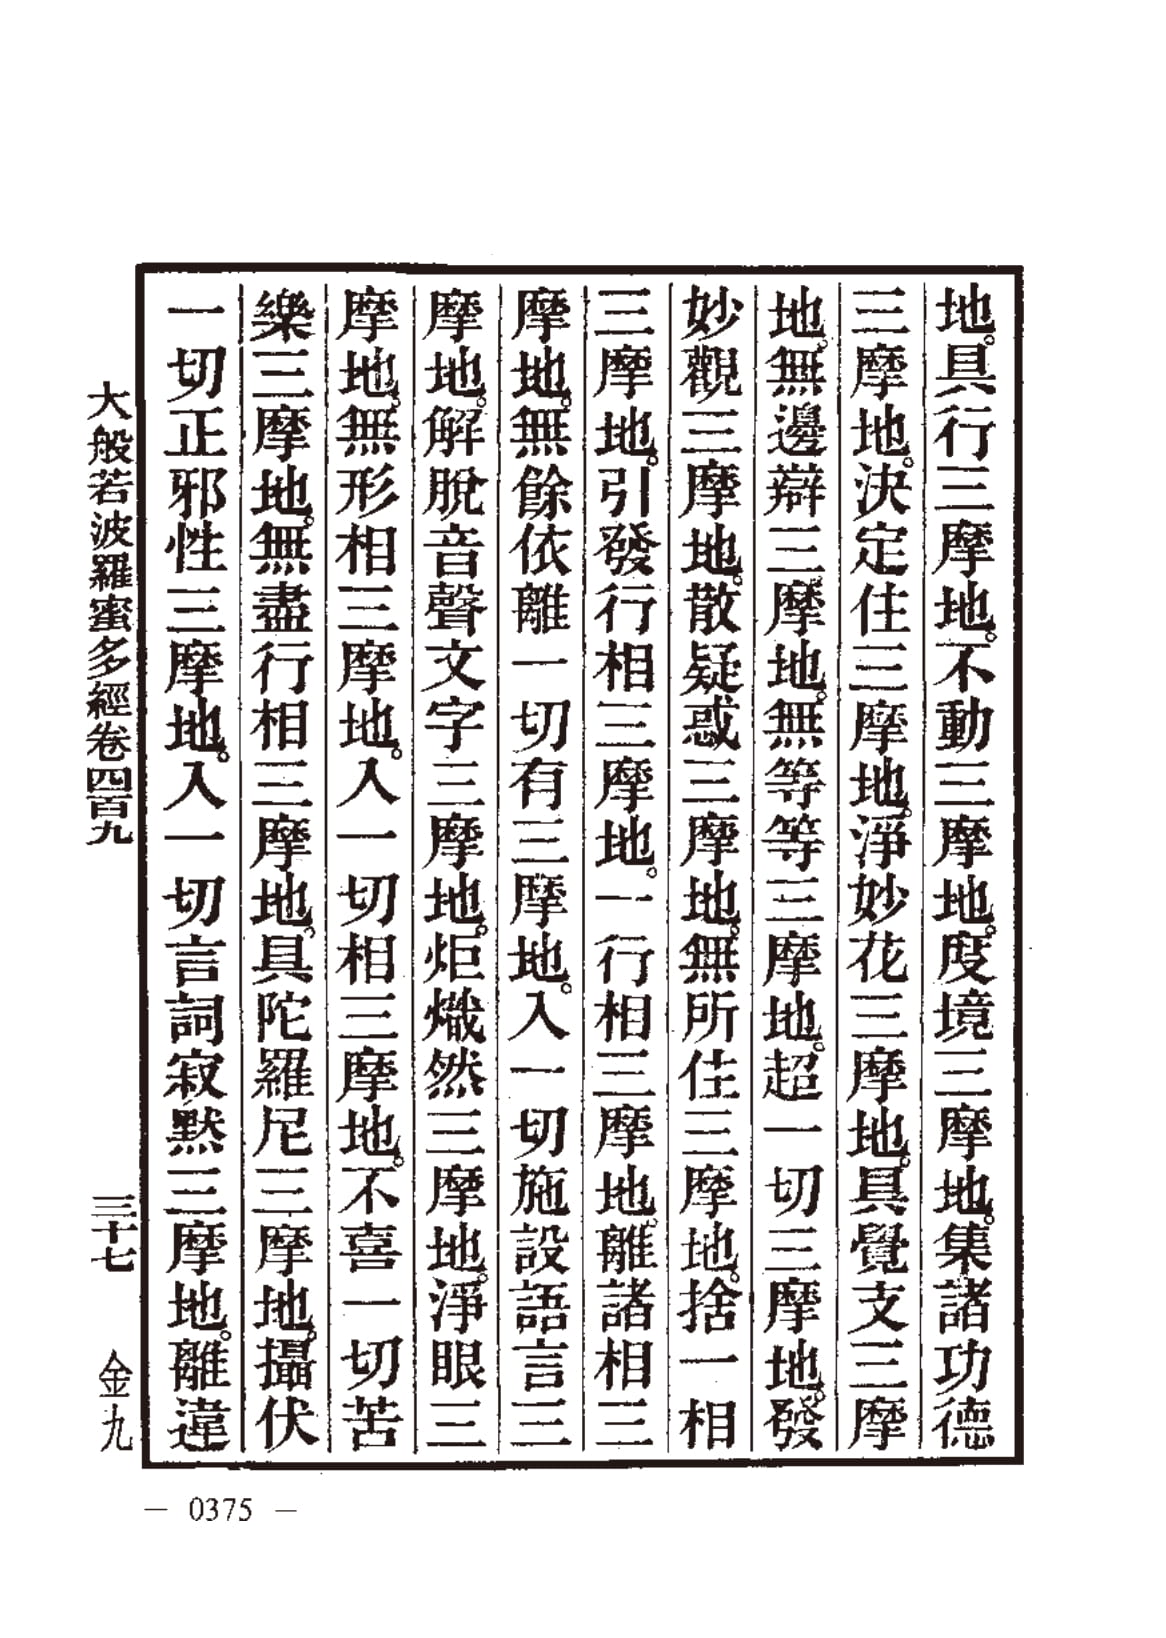 地。具行三摩地。不動三摩地。度境三摩地。集諸功德
三摩地。決定住三摩地。淨妙花三摩地。具覺支三摩
地。無邊辯三摩地。無等等三摩地。超一切三摩地。發
妙觀三摩地。散疑惑三摩地。無所住三摩地。捨一相
三摩地。引發行相三摩地。一行相三摩地。離諸相三
摩地。無餘依離一切有三摩地。入一切施設語言三
摩地。解脫音聲文字三摩地。炬熾然三摩地。淨眼三
摩地。無形相三摩地。入一切相三摩地。不喜一切苦
樂三摩地。無盡行相三摩地。具陀羅尼三摩地。攝伏
一切正邪性三摩地。入一切言詞寂默三摩地。離違
大般若波羅蜜多經卷四百九 三十七 金九
— 0375 —